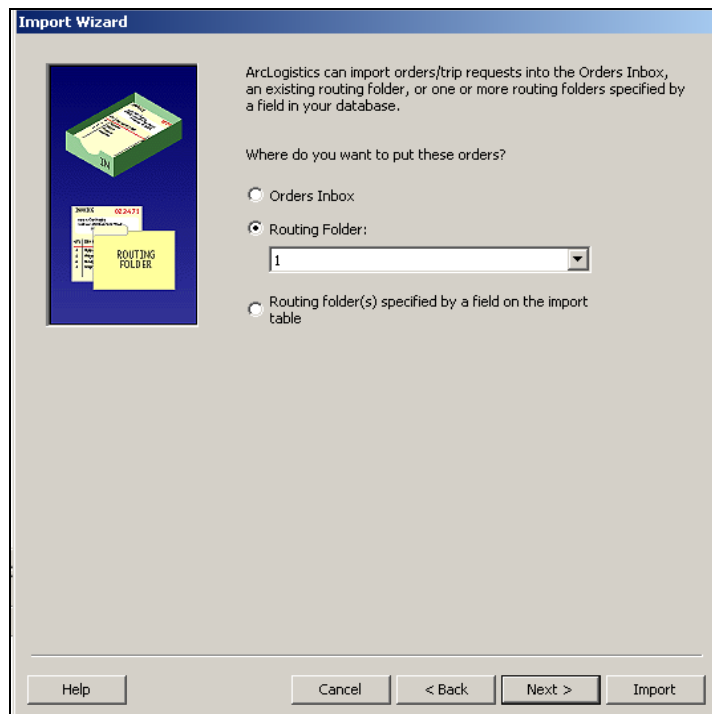 Import Wizard
ArcLogistics can import orders/trip requests into the Orders Inbox,
an existing routing folder, or one or more routing folders specified by
a field in your database.
IN
Where do you want to put these orders?
Orders Inbox
INVOICE 022471
Routing Folder:
ROUTING
FOLDER
1
Routing folder(s) specified by a field on the import
table
Help
Cancel
< Back
Next >
Import